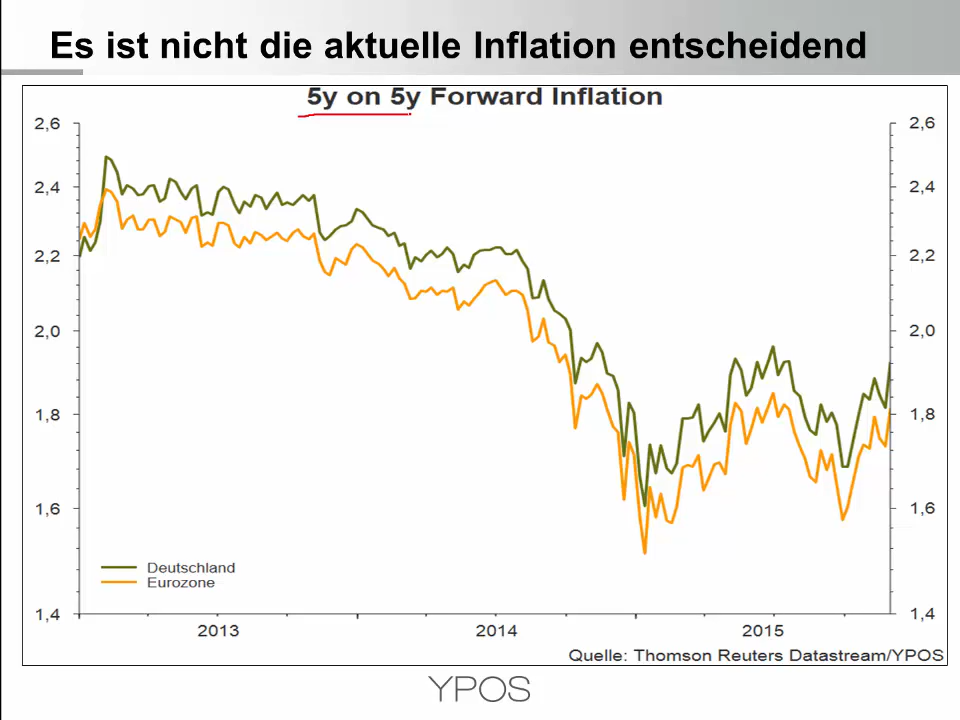 Es ist nicht die aktuelle Inflation entscheidend
5y on 5y Forward Inflation
2,6
2,6
2,4
2,4
2,2
2,2
2,0
2,0
1,8
1,8
1,6
1,6
Deutschland
Eurozone
1,4
1,4
2013
2014
2015
Quelle: Thomson Reuters Datastream/YPOS
YPOS